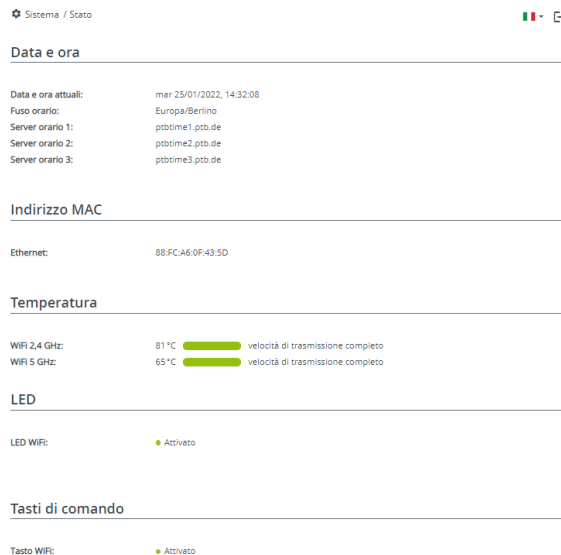 Sistema / Stato
Data e ora
Data e ora attuali: mar 25/01/2022, 14:32:08
Fuso orario: Europa/Berlino
Server orario 1: ptbtime1.ptb.de
Server orario 2: ptbtime2.ptb.de
Server orario 3: ptbtime3.ptb.de
Indirizzo MAC
Ethernet: 88:FC:A6:0F:43:5D
Temperatura
WiFi 2,4 GHz: 81 °C velocità di trasmissione completo
WiFi 5 GHz: 65 °C velocità di trasmissione completo
LED
LED WiFi: Attivato
Tasti di comando
Tasto WiFi: Attivato